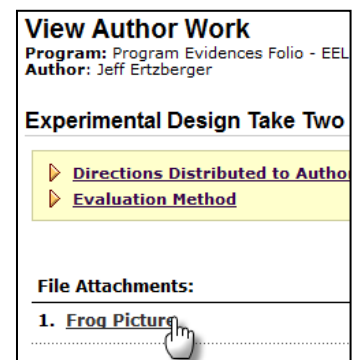 View Author Work
Program: Program Evidences Folio - EEL
Author: Jeff Ertzberger
Experimental Design Take Two
Directions Distributed to Autho
Evaluation Method
File Attachments:
1. Frog Picture